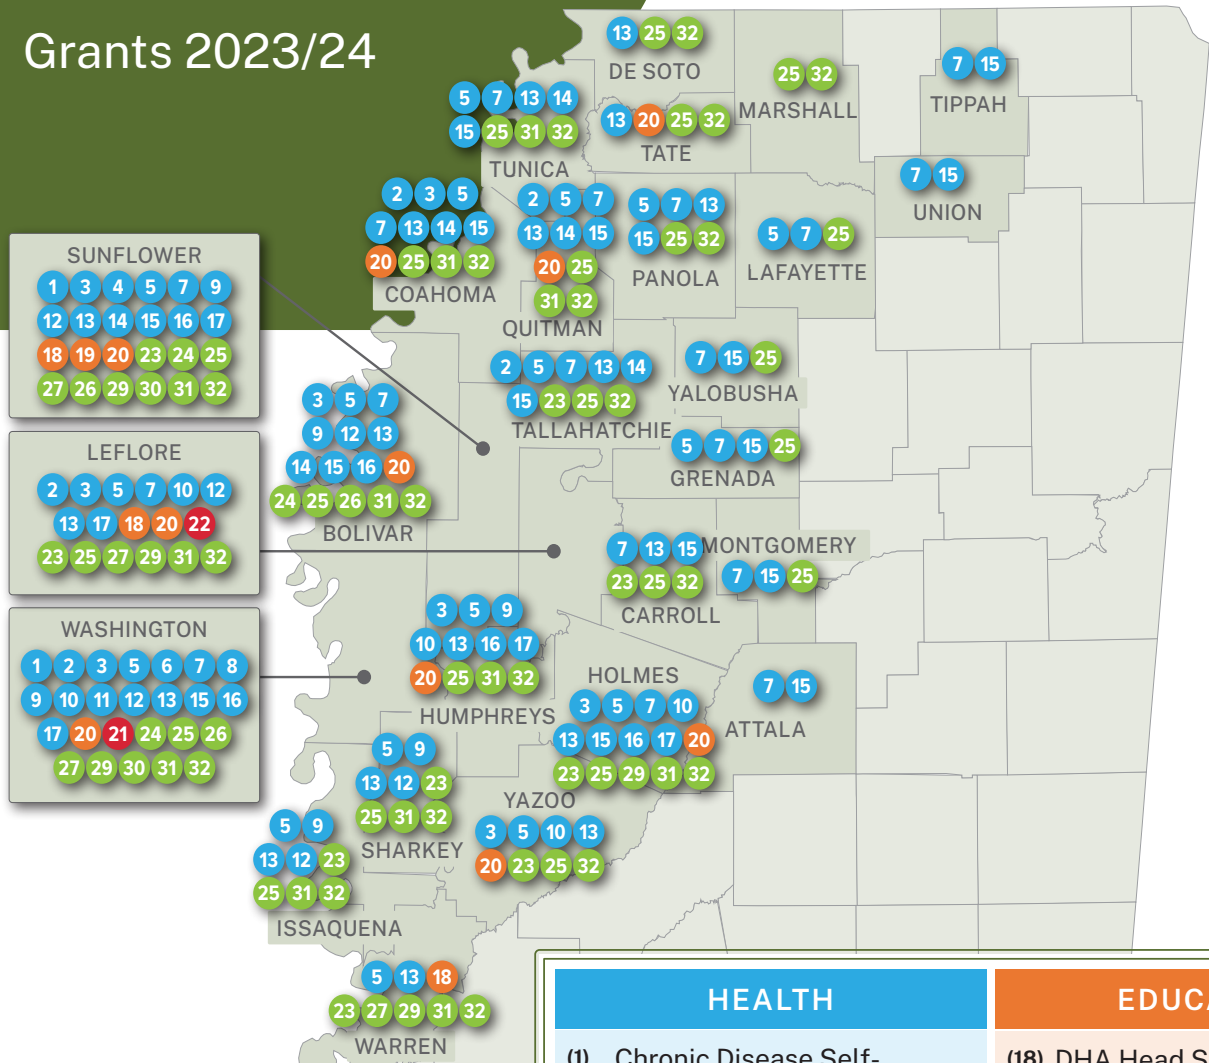 Grants 2023/24
13 25 32
DE SOTO
25 32
MARSHALL
7 15
TIPPAH
5 7 13 14
15 25 31 32
TUNICA
13 20 25 32
TATE
7 15
UNION
2 3 5
7 13 14 15
20 25 31 32
COAHOMA
2 5 7
13 14 15
20 25
31 32
QUITMAN
5 7 13
15 25 32
PANOLA
5 7 25
LAFAYETTE
SUNFLOWER
1 3 4 5 7 9
12 13 14 15 16 17
18 19 20 23 24 25
27 26 29 30 31 32
2 5 7 13 14
15 23 25 32
TALLAHATCHIE
7 15 25
YALOBUSHA
3 5 7
9 12 13
14 15 16 20
24 25 26 31 32
BOLIVAR
5 7 15 25
GRENADA
LEFLORE
2 3 5 7 10 12
13 17 18 20 22
23 25 27 29 31 32
7 13 15
23 25 32
CARROLL
MONTGOMERY
7 15 25
WASHINGTON
1 2 3 5 6 7 8
9 10 11 12 13 15 16
17 20 21 24 25 26
27 29 30 31 32
3 5 9
10 13 16 17
20 25 31 32
HUMPHREYS
HOLMES
3 5 7 10
13 15 16 17 20
23 25 29 31 32
7 15
ATTALA
5 9
13 12 23
25 31 32
SHARKEY
YAZOO
3 5 10 13
20 23 25 32
5 9
13 12 23
25 31 32
ISSAQUENA
5 13 18
23 27 29 31 32
WARREN
HEALTH
(1) Chronic Disease Self-
EDUCA
(18) DHA Head S